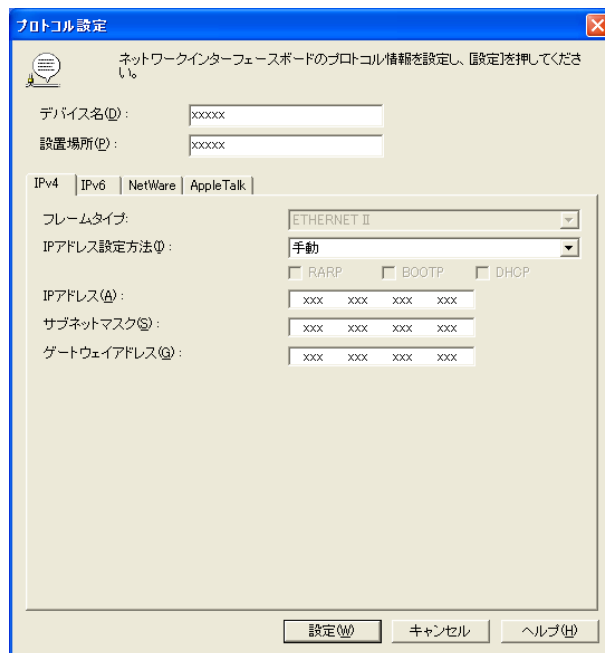 プロトコル設定
ネットワークインターフェースボードのプロトコル情報を設定し、[設定]を押してくださ
い。
デバイス名(D):
xxxxx
設置場所(P):
xxxxx
IPv4 IPv6 NetWare AppleTalk
フレームタイプ:
ETHERNET II
IPアドレス設定方法(I):
手動
RARP BOOTP DHCP
IPアドレス(A):
xxx xxx xxx xxx
サブネットマスク(S):
xxx xxx xxx xxx
ゲートウェイアドレス(G):
xxx xxx xxx xxx
設定(W) キャンセル ヘルプ(H)